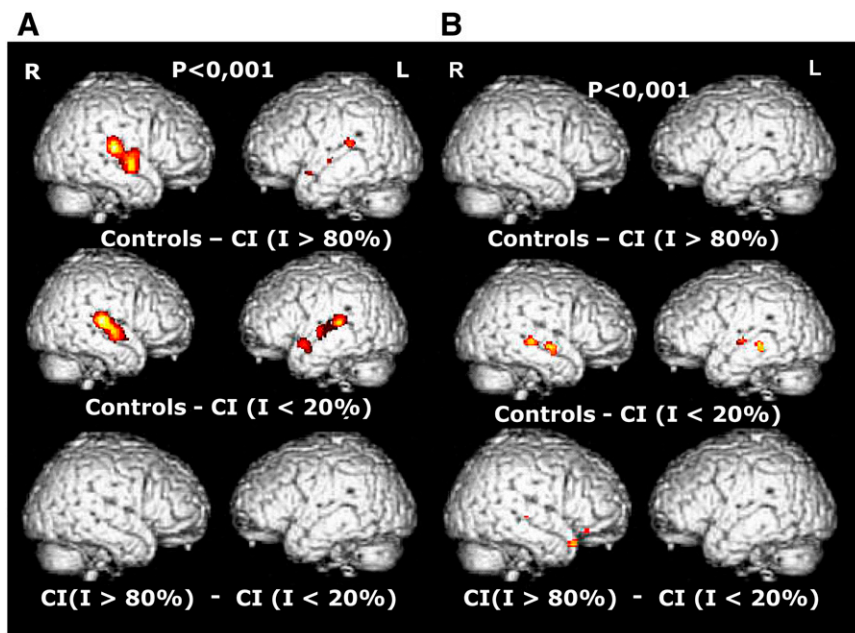 A
R
P<0,001
L
Controls – CI (I > 80%)
Controls - CI (I < 20%)
CI(I > 80%) - CI (I < 20%)
B
R
P<0,001
L
Controls – CI (I > 80%)
Controls - CI (I < 20%)
CI(I > 80%) - CI (I < 20%)